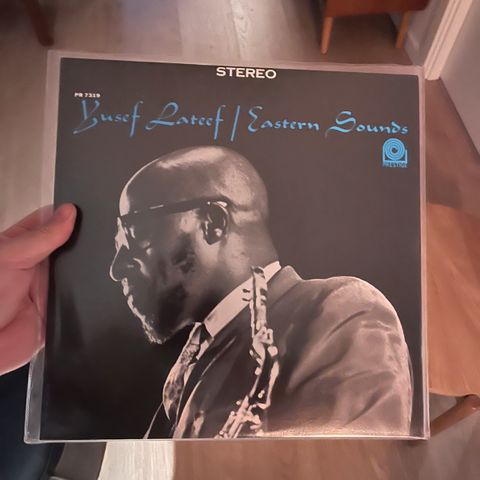 STEREO
PR 7319
Yusef Lateef / Eastern Sounds
PRESTIGE